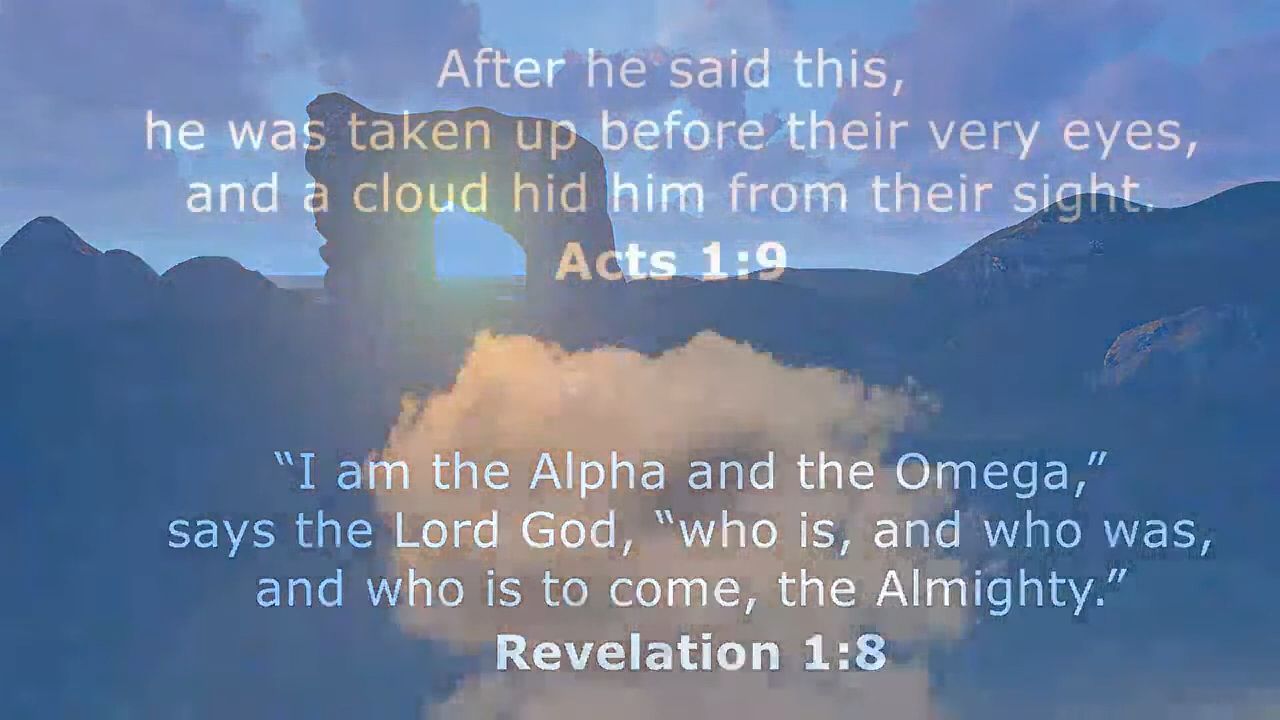 After he said this,
he was taken up before their very eyes,
and a cloud hid him from their sight.
Acts 1:9
“I am the Alpha and the Omega,”
says the Lord God, “who is, and who was,
and who is to come, the Almighty.”
Revelation 1:8